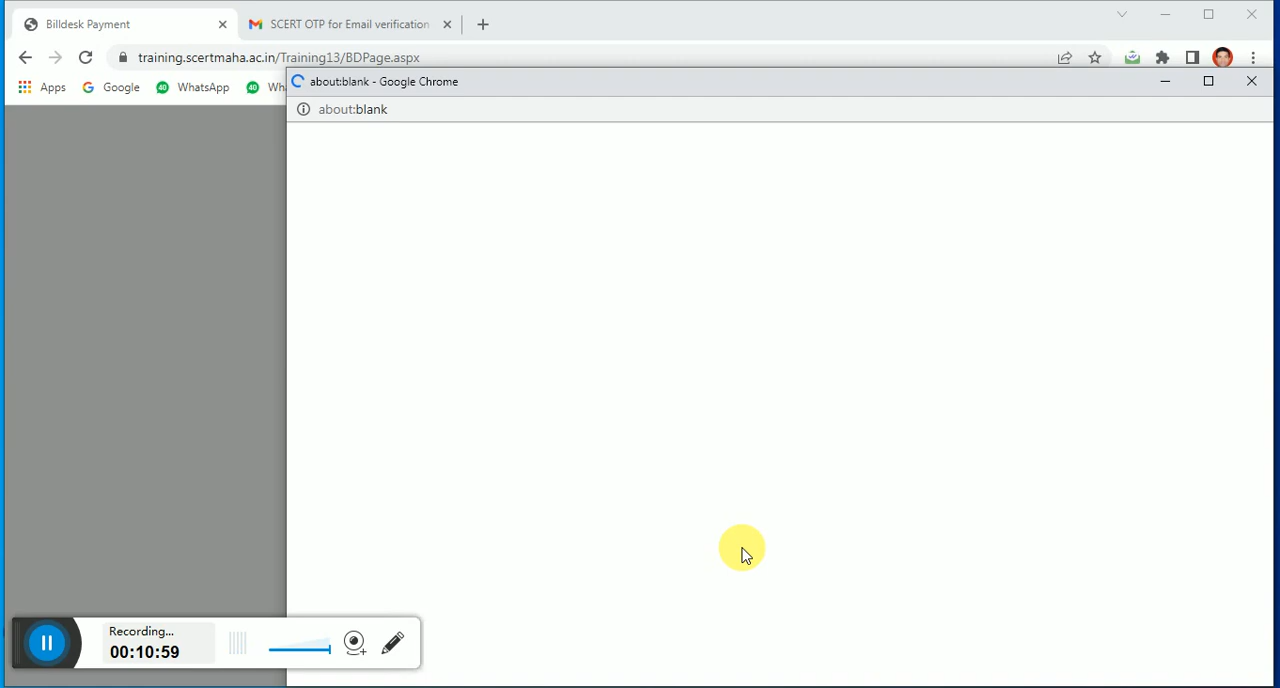 Billdesk Payment
SCERT OTP for Email verification
training.scertmaha.ac.in/Training13/BDPage.aspx
Apps
Google
40
WhatsApp
40
Wh
about:blank - Google Chrome
about:blank
Recording...
00:10:59